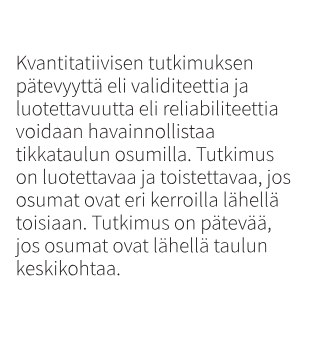 Kvantitatiivisen tutkimuksen
pätevyyttä eli validiteettia ja
luotettavuutta eli reliabiliteettia
voidaan havainnollistaa
tikkataulun osumilla. Tutkimus
on luotettavaa ja toistettavaa, jos
osumat ovat eri kerroilla lähellä
toisiaan. Tutkimus on pätevää,
jos osumat ovat lähellä taulun
keskikohtaa.